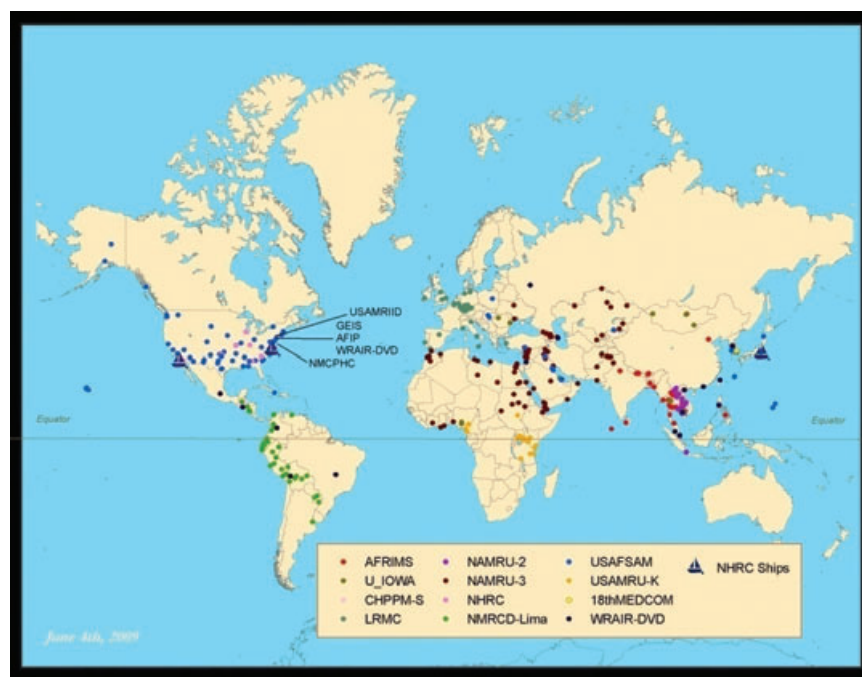 USAMRIID
GEIS
AFIP
WRAIR-DVD
NMCPHC
Equator
Equator
AFRIMS
NAMRU-2
USAFSAM
NHRC Ships
U_IOWA
NAMRU-3
USAMRU-K
CHPPM-S
NHRC
18thMEDCOM
LRMC
NMRCD-Lima
WRAIR-DVD
June 4th, 2009